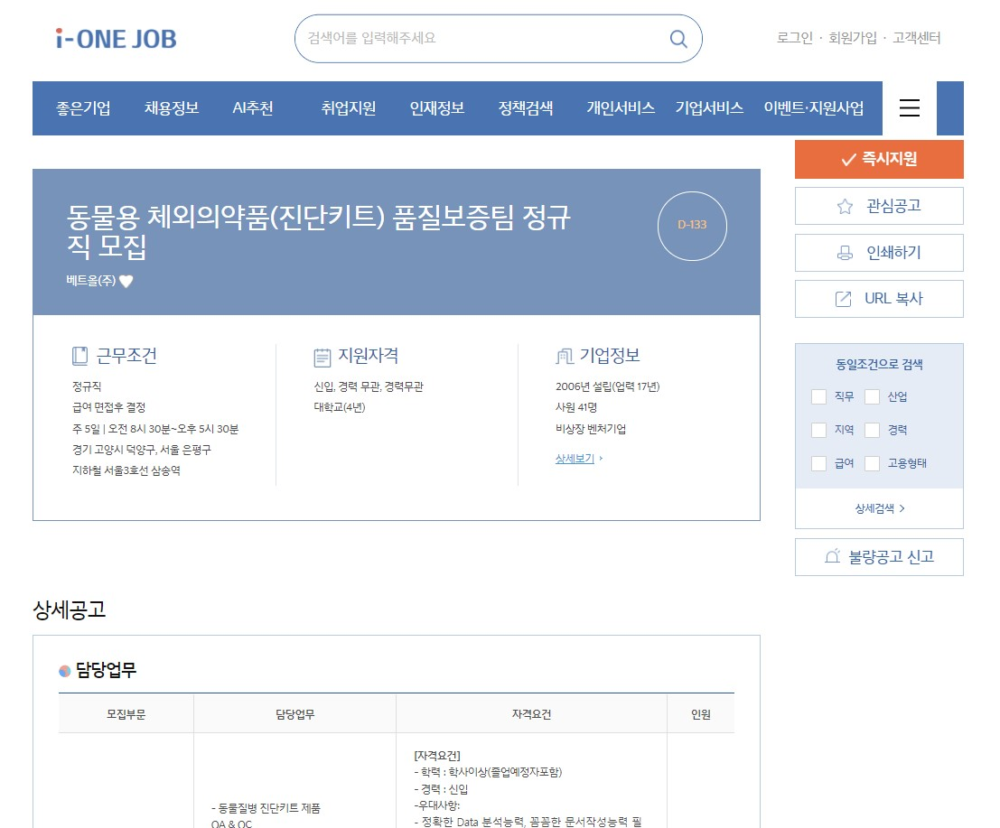 i-ONE JOB
검색어를 입력해주세요
로그인 · 회원가입 · 고객센터
좋은기업 채용정보 AI추천 취업지원 인재정보 정책검색 개인서비스 기업서비스 이벤트·지원사업
즉시지원
관심공고
인쇄하기
URL 복사
동물용 체외의약품(진단키트) 품질보증팀 정규
직 모집
베트올(주)
D-133
근무조건
정규직
급여 면접후 결정
주 5일 | 오전 8시 30분~오후 5시 30분
경기 고양시 덕양구, 서울 은평구
지하철 서울3호선 삼송역
지원자격
신입, 경력 무관, 경력무관
대학교(4년)
기업정보
2006년 설립(업력 17년)
사원 41명
비상장 벤처기업
상세보기 ›
동일조건으로 검색
직무 산업
지역 경력
급여 고용형태
상세검색 >
불량공고 신고
상세공고
담당업무
모집부문 담당업무 자격요건 인원
- 동물질병 진단키트 제품
QA & QC
[자격요건]
- 학력 : 학사이상(졸업예정자포함)
- 경력 : 신입
-우대사항:
- 정확한 Data 분석능력, 꼼꼼한 문서작성능력 필